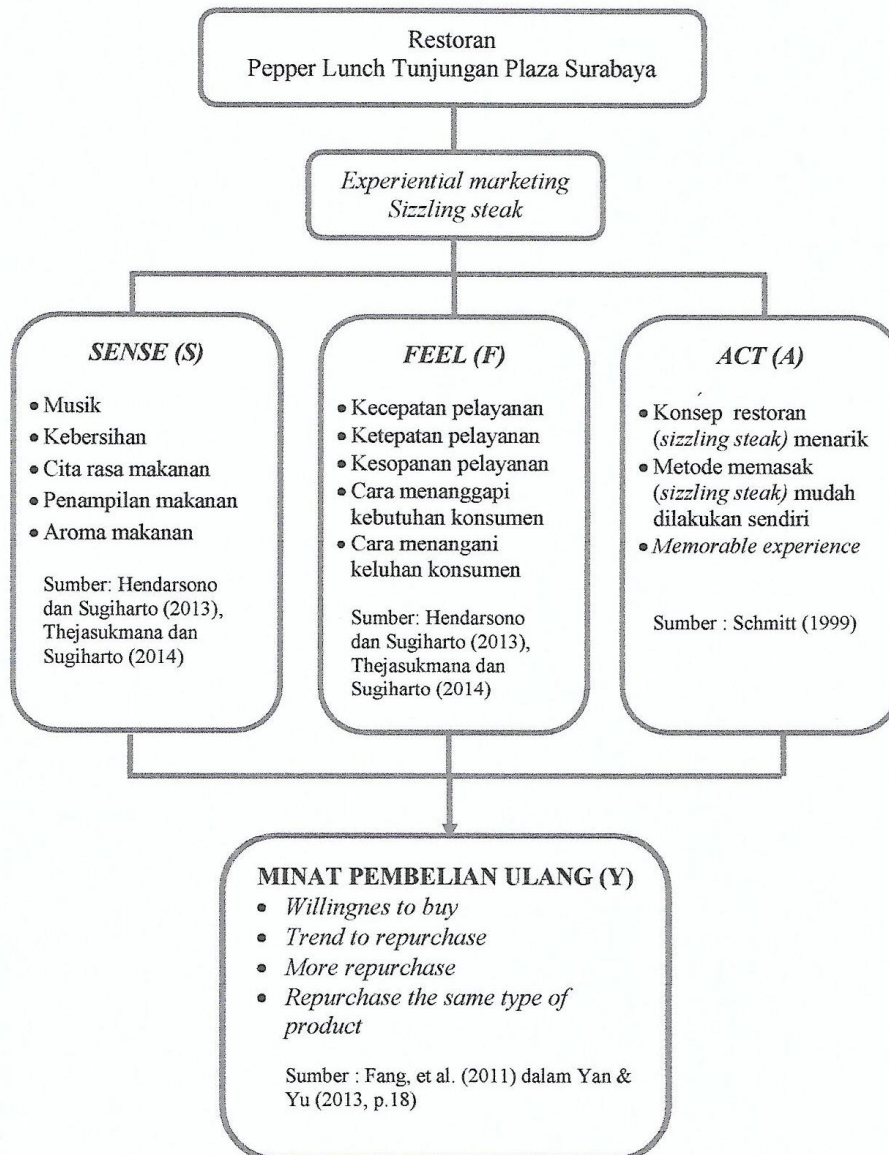 Restoran
Pepper Lunch Tunjungan Plaza Surabaya
Experiential marketing
Sizzling steak
SENSE (S)
• Musik
• Kebersihan
• Cita rasa makanan
• Penampilan makanan
• Aroma makanan
Sumber: Hendarsono
dan Sugiharto (2013),
Thejasukmana dan
Sugiharto (2014)
FEEL (F)
• Kecepatan pelayanan
• Ketepatan pelayanan
• Kesopanan pelayanan
• Cara menanggapi
kebutuhan konsumen
• Cara menangani
keluhan konsumen
Sumber: Hendarsono
dan Sugiharto (2013),
Thejasukmana dan
Sugiharto (2014)
ACT (A)
• Konsep restoran
(sizzling steak) menarik
• Metode memasak
(sizzling steak) mudah
dilakukan sendiri
• Memorable experience
Sumber : Schmitt (1999)
MINAT PEMBELIAN ULANG (Y)
• Willingnes to buy
• Trend to repurchase
• More repurchase
• Repurchase the same type of
product
Sumber : Fang, et al. (2011) dalam Yan &
Yu (2013, p.18)